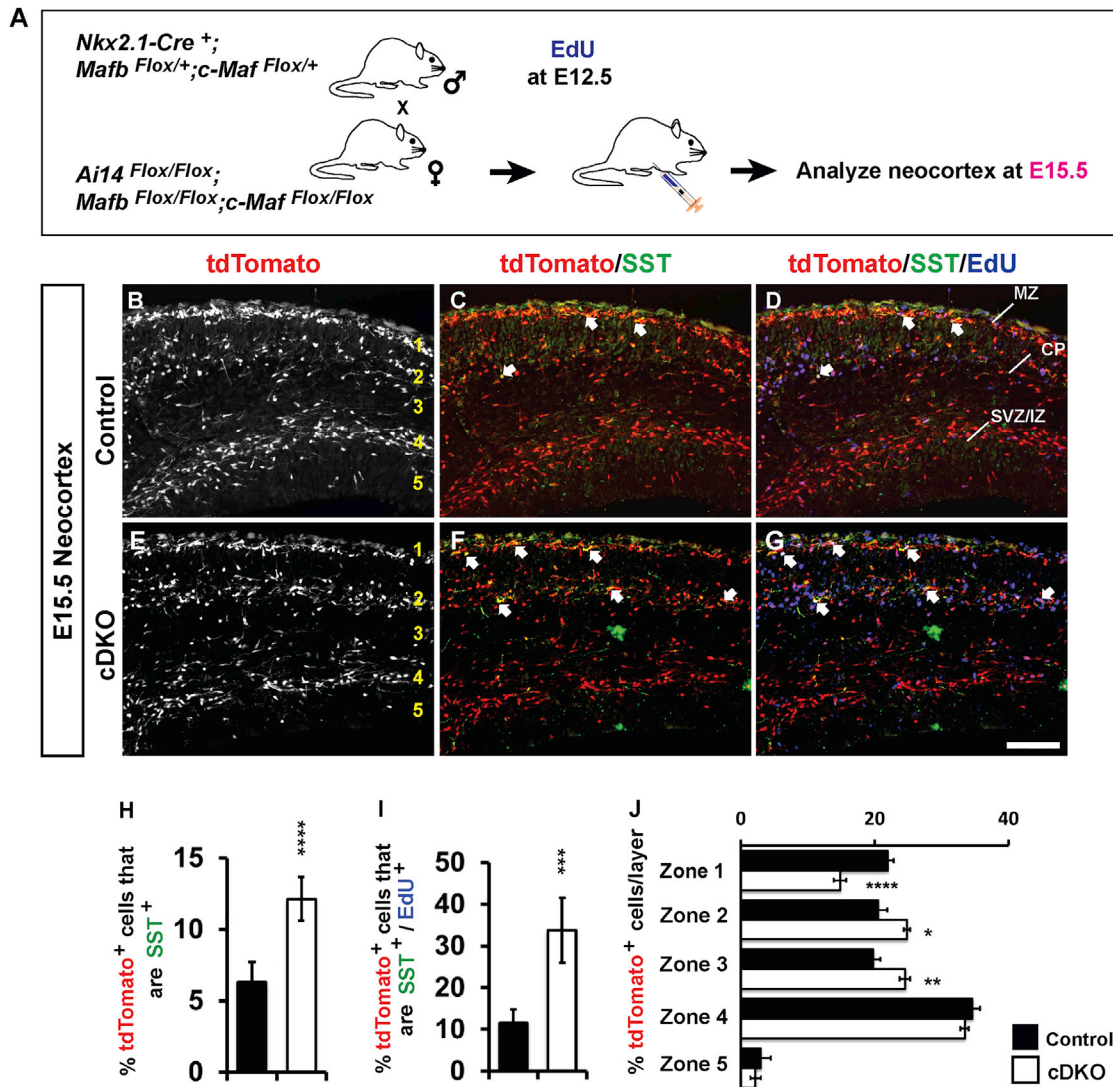 A
Nkx2.1-Cre +;
Mafb Flox/+;c-Maf Flox/+
♂
X
♀
Ai14 Flox/Flox;
Mafb Flox/Flox;c-Maf Flox/Flox
EdU
at E12.5
Analyze neocortex at E15.5
tdTomato
tdTomato/SST
tdTomato/SST/EdU
E15.5 Neocortex
Control
B
1
2
3
4
5
C
D
MZ
CP
SVZ/IZ
cDKO
E
1
2
3
4
5
F
G
H
% tdTomato+ cells that
are SST+
15
10
5
0
****
I
% tdTomato+ cells that
are SST+ / EdU+
50
40
30
20
10
0
***
J
% tdTomato+ cells/layer
0
20
40
Zone 1
****
Zone 2
*
Zone 3
**
Zone 4
Zone 5
Control
cDKO